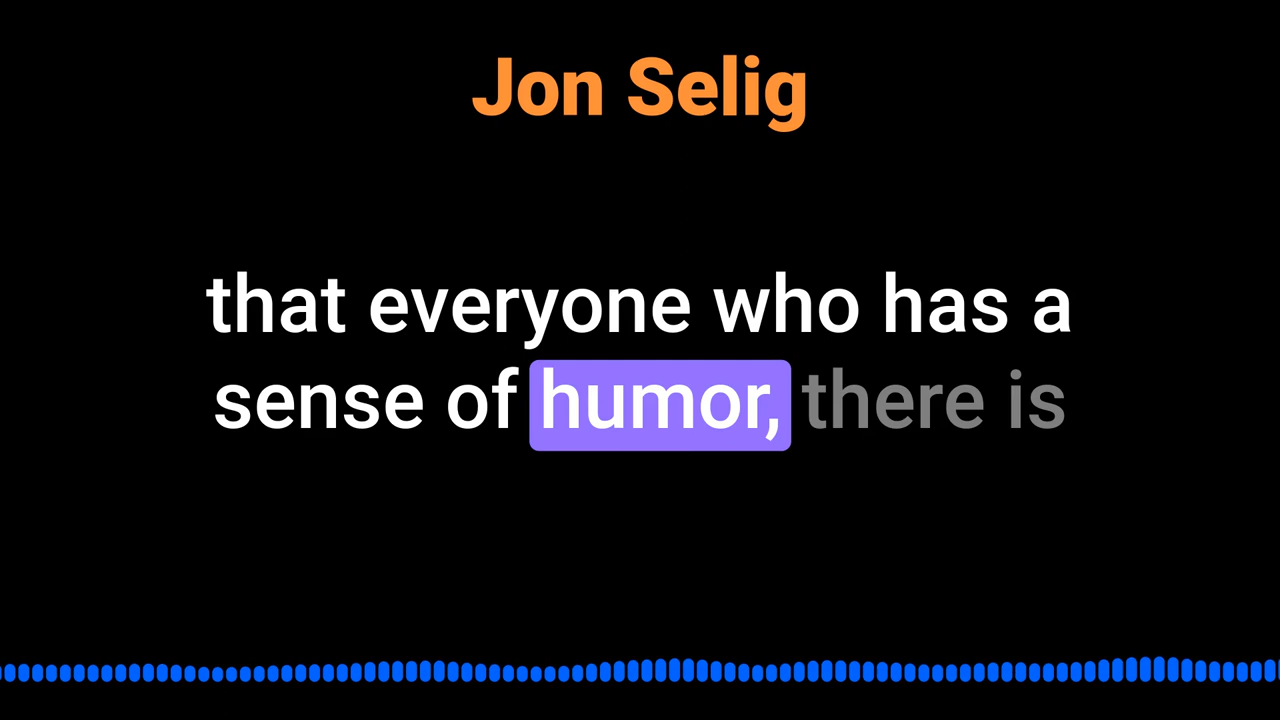 Jon Selig
that everyone who has a
sense of humor, there is